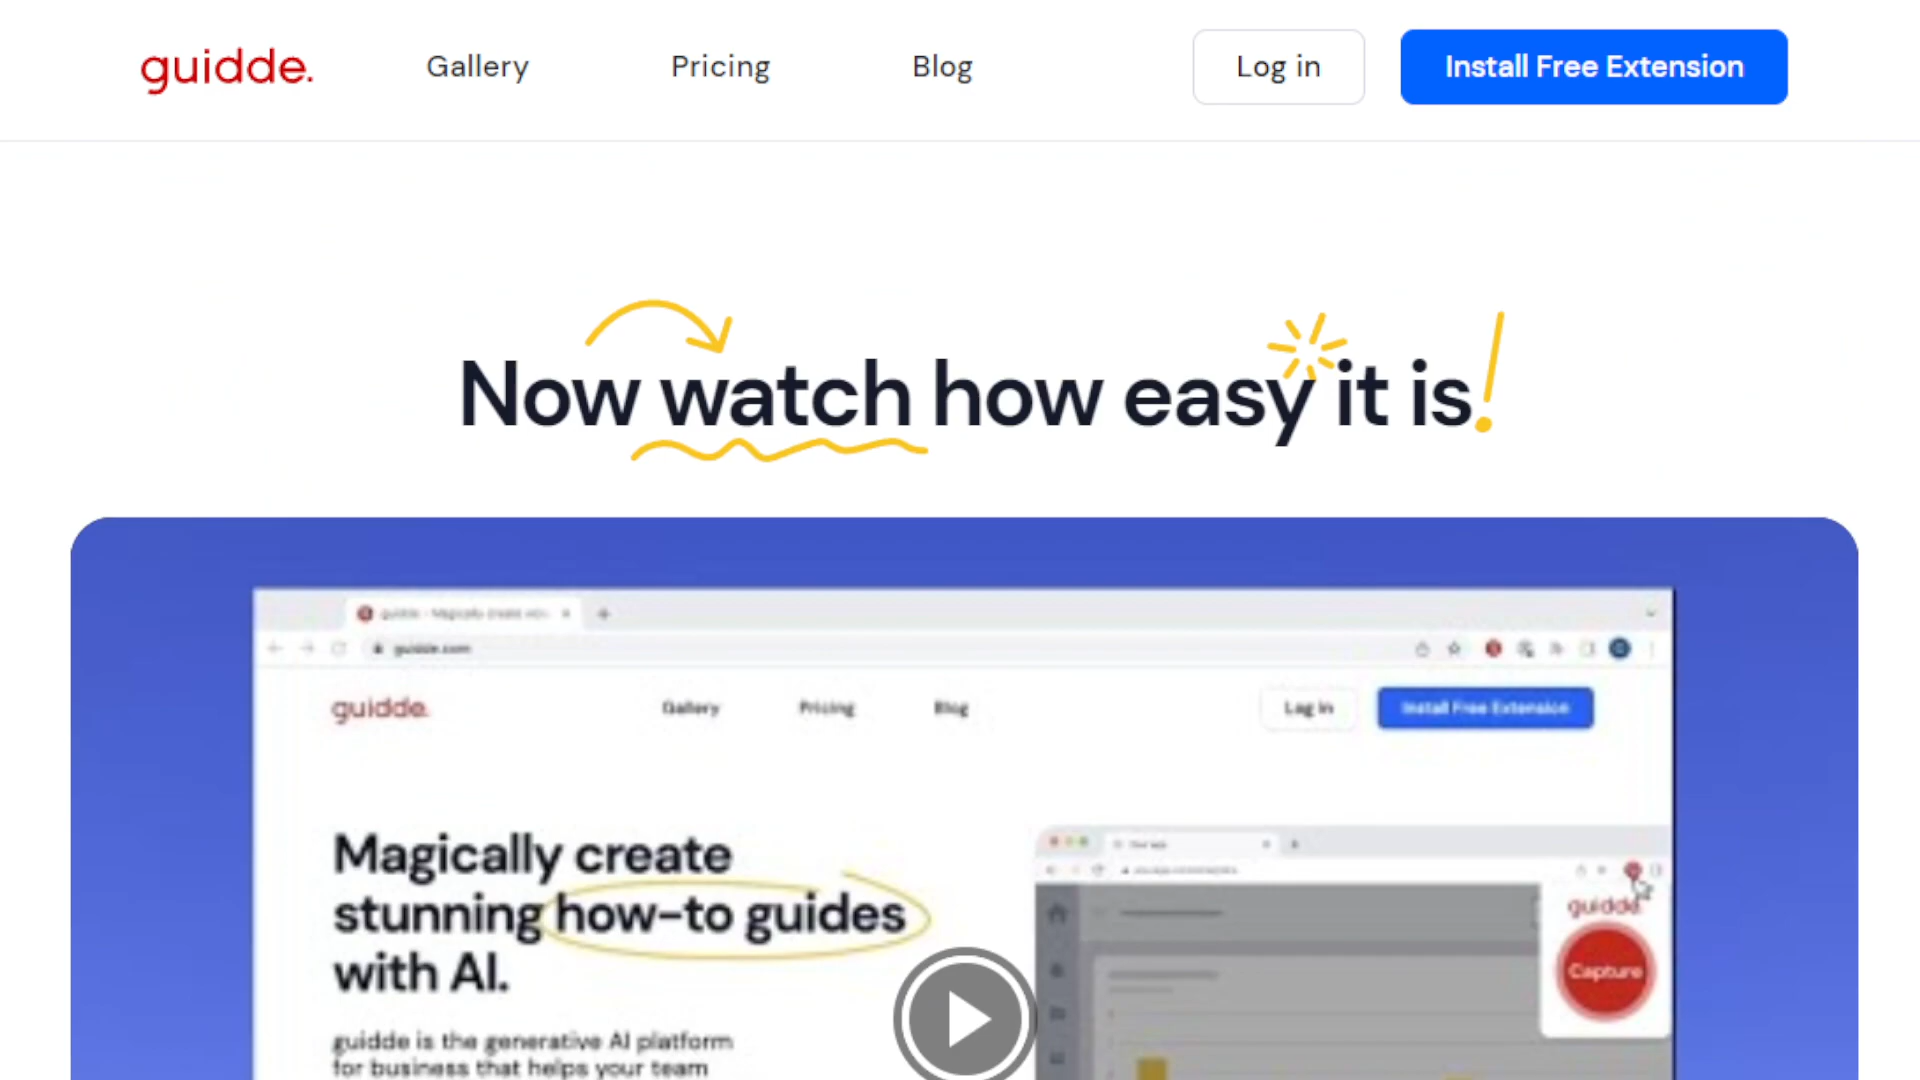 guidde.
Gallery
Pricing
Blog
Log in
Install Free Extension
Now watch how easy it is!
guidde.com
guidde.
Gallery
Pricing
Blog
Log in
Install Free Extension
Magically create
stunning how-to guides
with AI.
guidde is the generative AI platform
for business that helps your team
guidde.
Capture